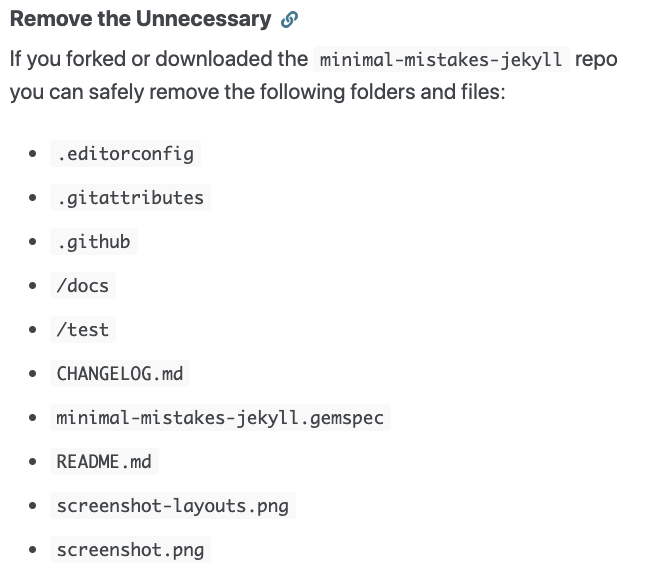 Remove the Unnecessary
If you forked or downloaded the minimal-mistakes-jekyll repo
you can safely remove the following folders and files:
.editorconfig
.gitattributes
.github
/docs
/test
CHANGELOG.md
minimal-mistakes-jekyll.gemspec
README.md
screenshot-layouts.png
screenshot.png